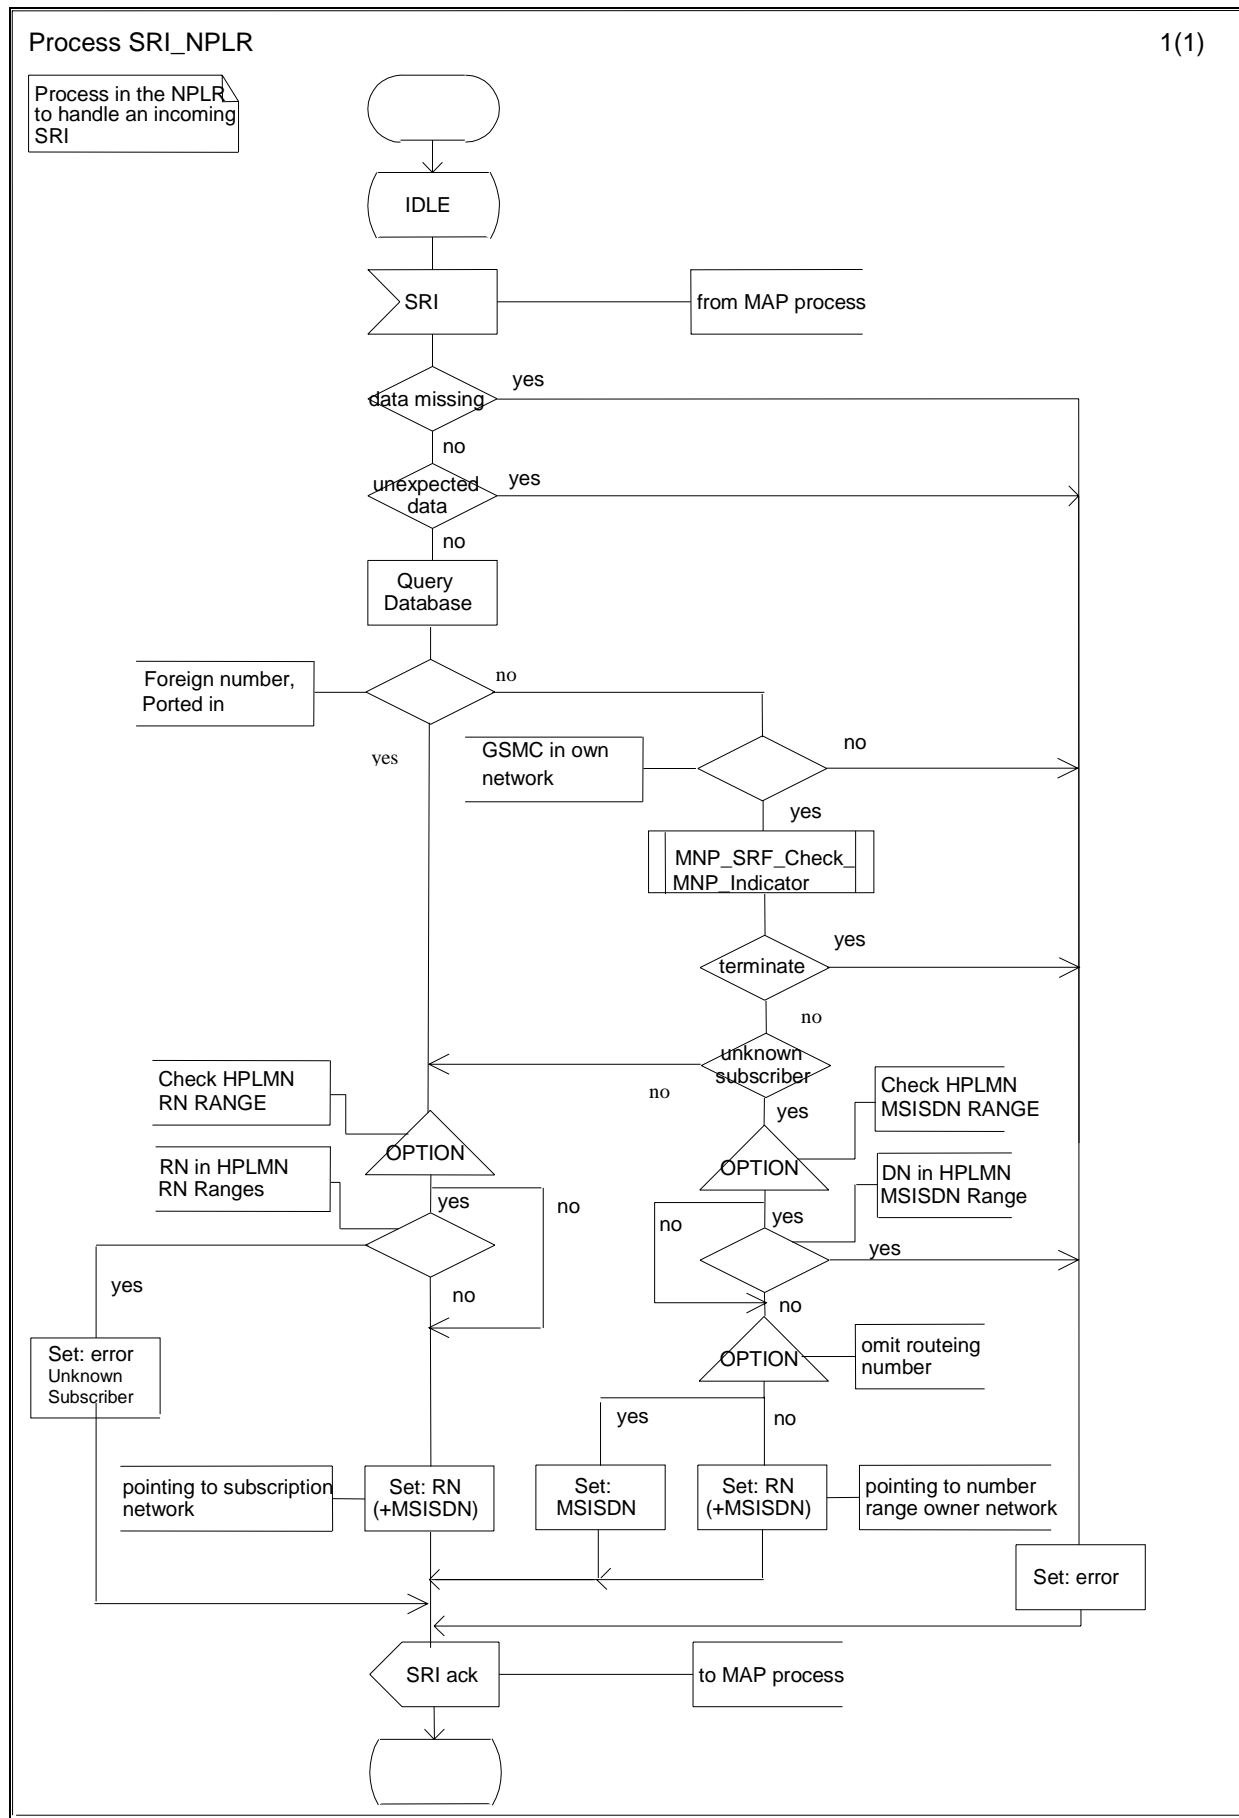 Process SRI_NPLR
1(1)
Process in the NPLR
to handle an incoming
SRI
IDLE
SRI
from MAP process
data missing
yes
no
unexpected
data
yes
no
Query
Database
Foreign number,
Ported in
no
yes
GSMC in own
network
no
yes
MNP_SRF_Check_
MNP_Indicator
terminate
yes
no
unknown
subscriber
no
yes
Check HPLMN
RN RANGE
OPTION
Check HPLMN
MSISDN RANGE
OPTION
RN in HPLMN
RN Ranges
yes
no
DN in HPLMN
MSISDN Range
no
yes
yes
yes
no
no
Set: error
Unknown
Subscriber
OPTION
omit routeing
number
yes
no
pointing to subscription
network
Set: RN
(+MSISDN)
Set:
MSISDN
Set: RN
(+MSISDN)
pointing to number
range owner network
Set: error
SRI ack
to MAP process